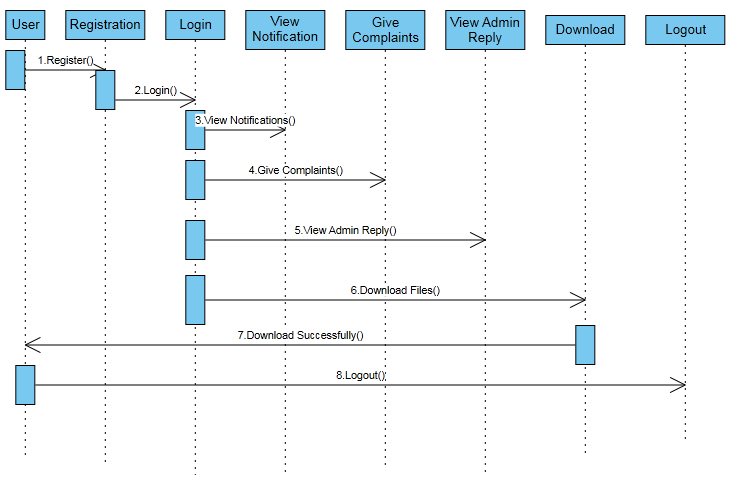 User
Registration
Login
View
Notification
Give
Complaints
View Admin
Reply
Download
Logout
1.Register()
2.Login()
3.View Notifications()
4.Give Complaints()
5.View Admin Reply()
6.Download Files()
7.Download Successfully()
8.Logout()